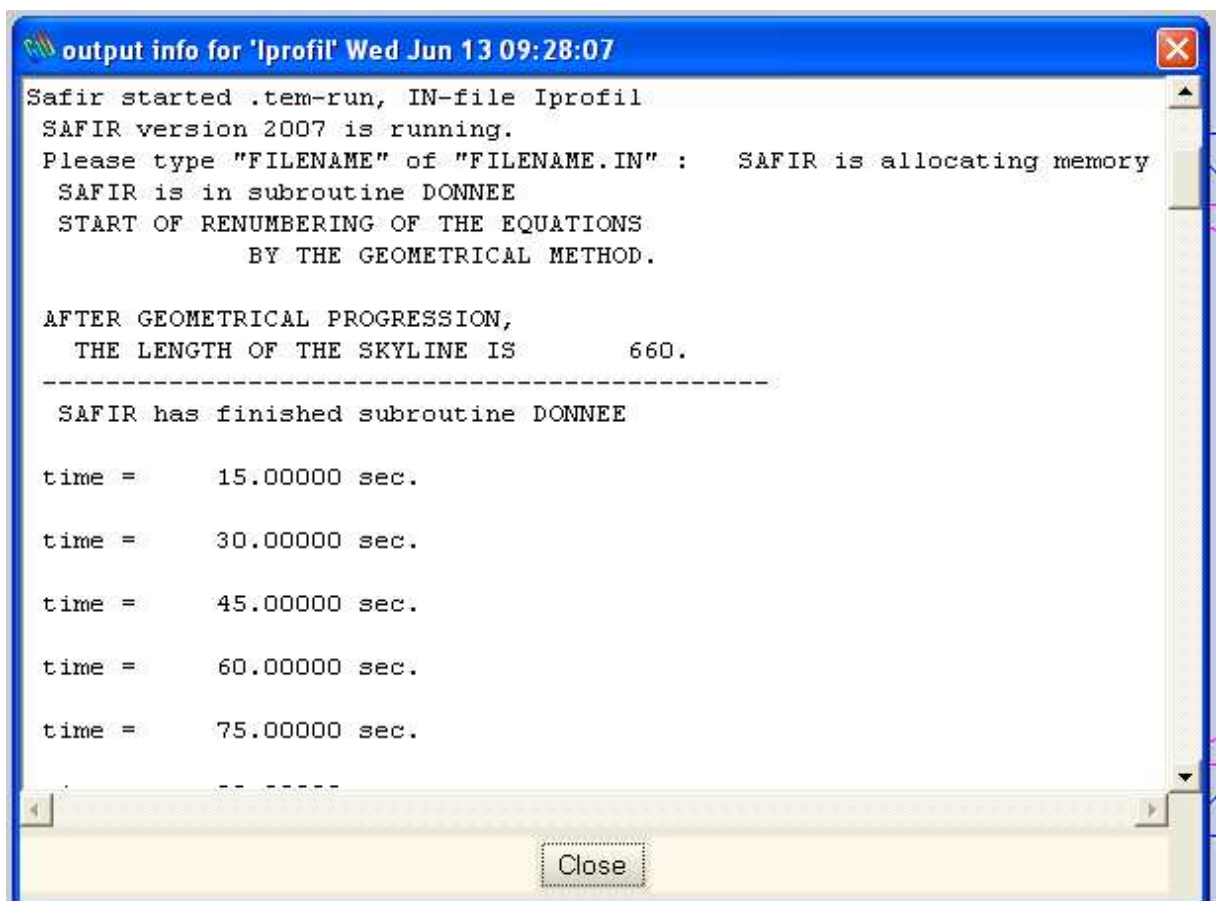 output info for 'Iprofil' Wed Jun 13 09:28:07
Safir started .tem-run, IN-file Iprofil
SAFIR version 2007 is running.
Please type "FILENAME" of "FILENAME.IN" :   SAFIR is allocating memory
SAFIR is in subroutine DONNEE
START OF RENUMBERING OF THE EQUATIONS
BY THE GEOMETRICAL METHOD.
AFTER GEOMETRICAL PROGRESSION,
THE LENGTH OF THE SKYLINE IS       660.
----------------------------------------------
SAFIR has finished subroutine DONNEE
time =     15.00000 sec.
time =     30.00000 sec.
time =     45.00000 sec.
time =     60.00000 sec.
time =     75.00000 sec.
Close